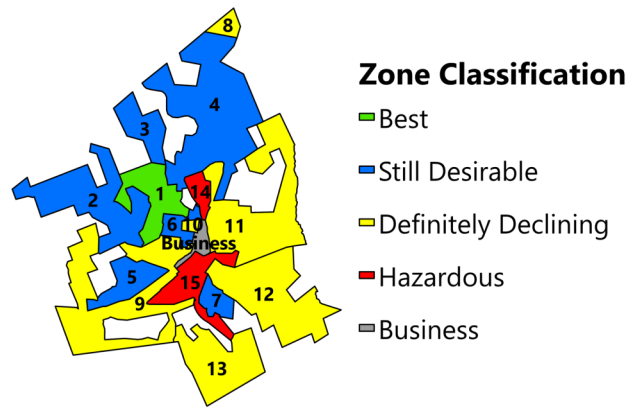 8
Zone Classification
4
Best
3
Still Desirable
14
1
2
6
10
11
Definitely Declining
Business
5
15
Hazardous
7
12
9
Business
13